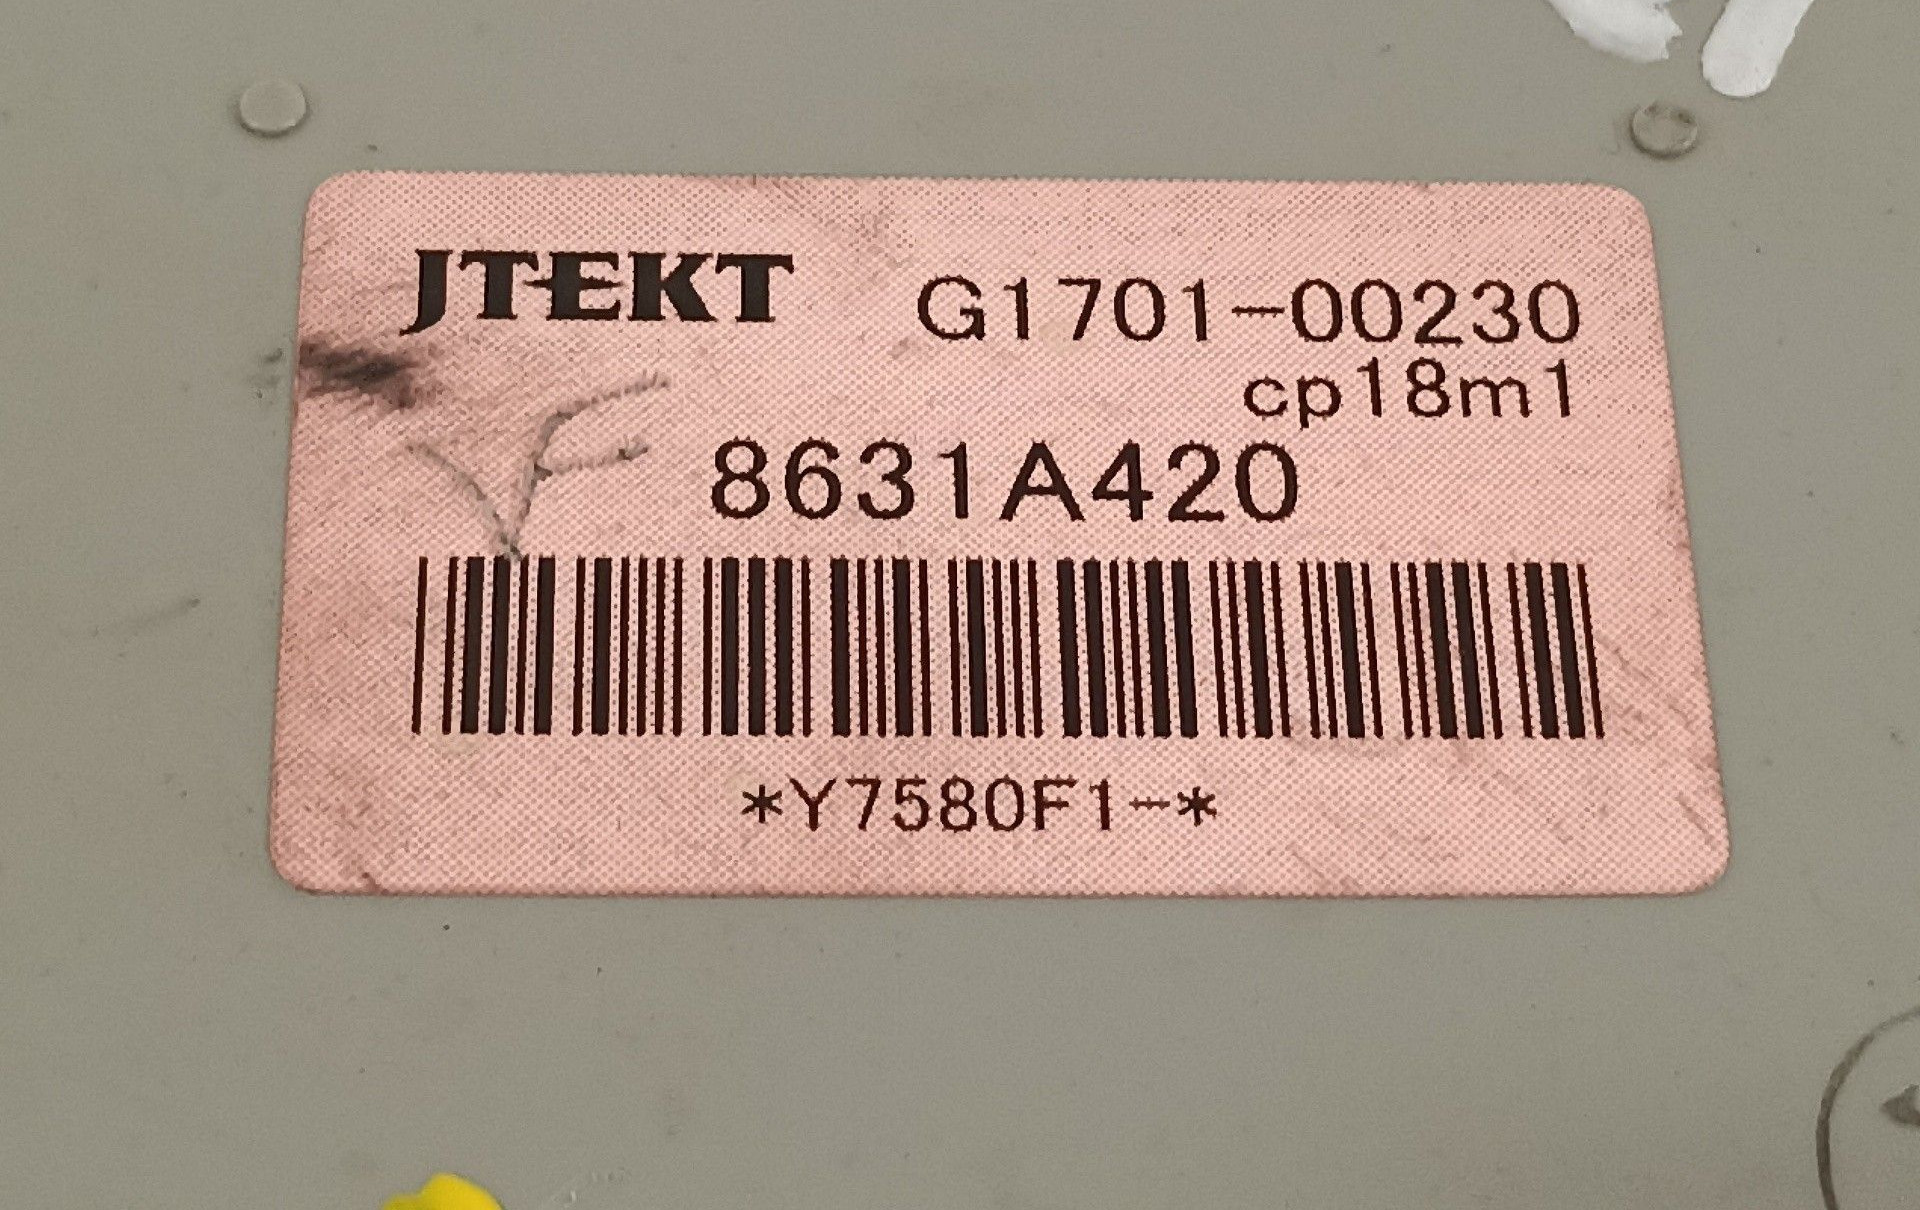 JTEKT G1701-00230
cp18m1
8631A420
*Y7580F1-*